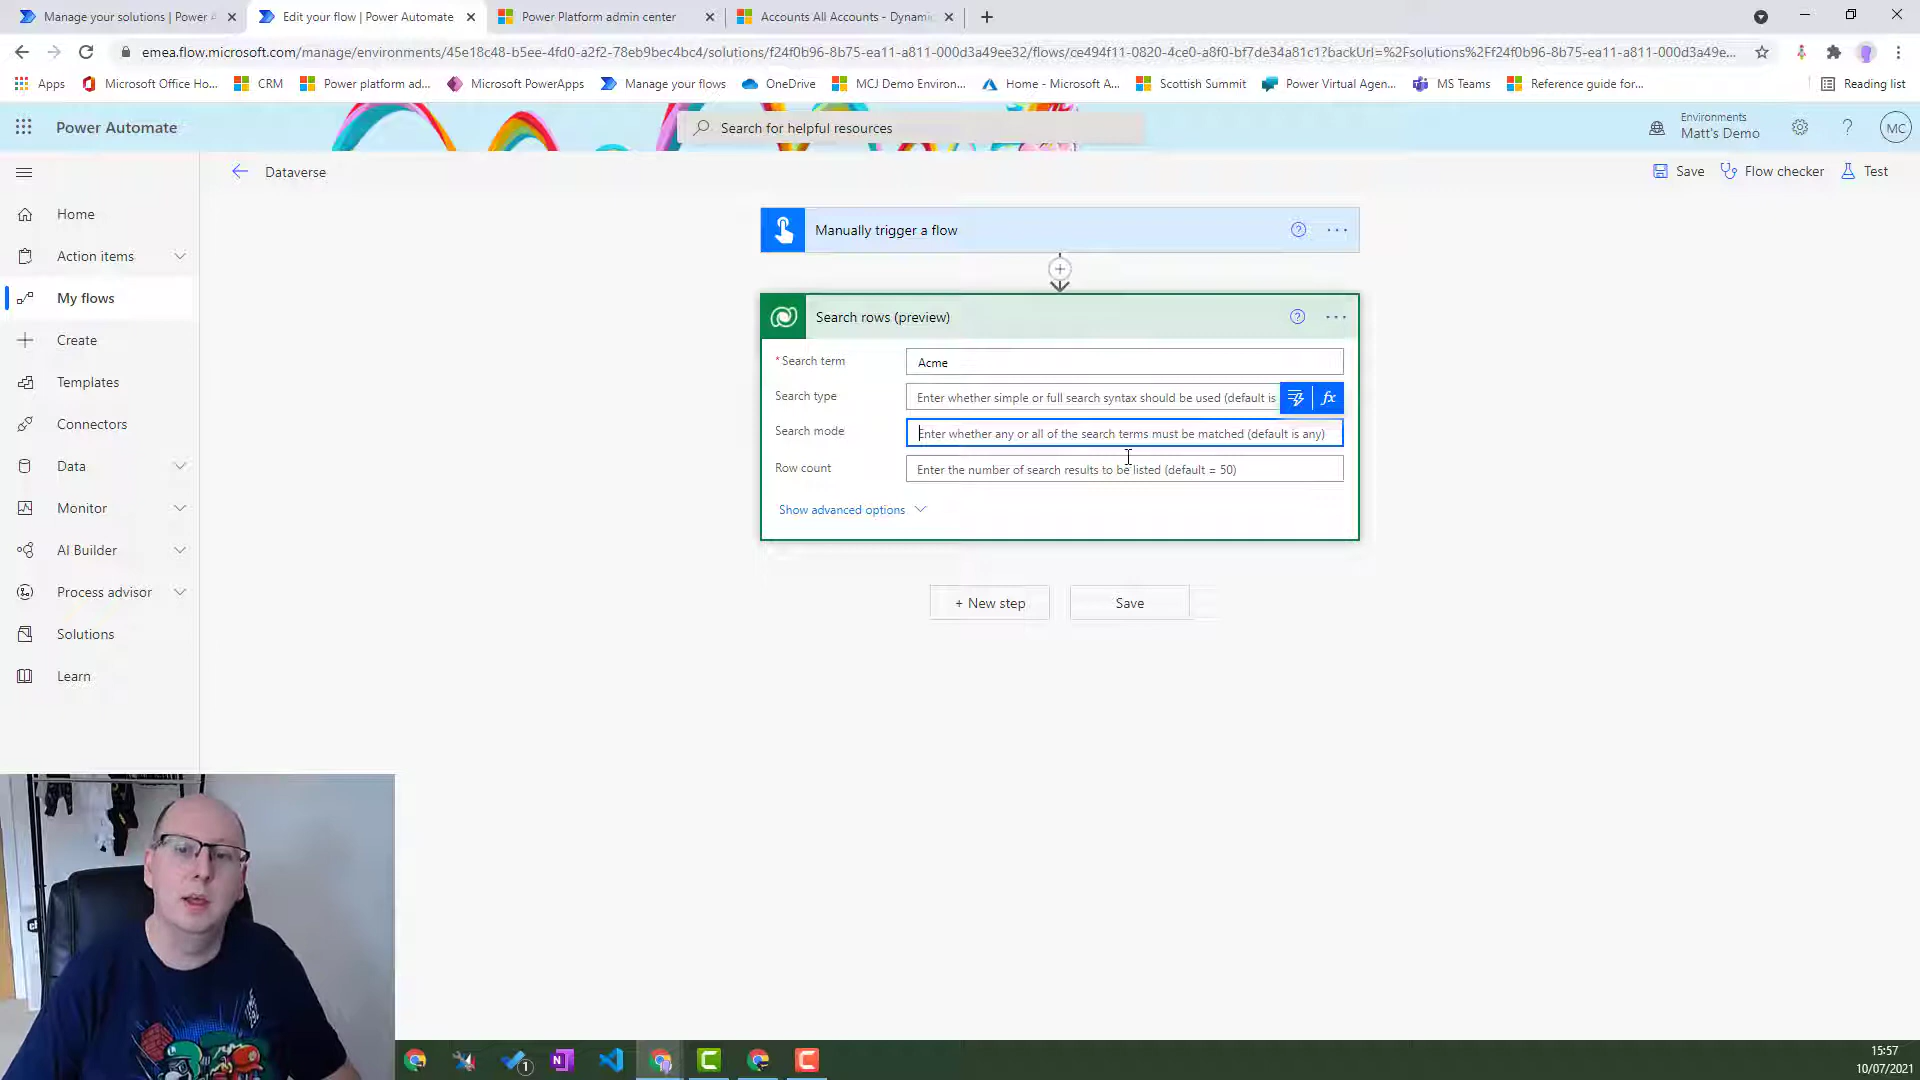 Manage your solutions | Power A
Edit your flow | Power Automate
Power Platform admin center
Accounts All Accounts - Dynami
emea.flow.microsoft.com/manage/environments/45e18c48-b5ee-4fd0-a2f2-78eb9bec4bc4/solutions/f24f0b96-8b75-ea11-a811-000d3a49ee32/flows/ce494f11-0820-4ce0-a8f0-bf7de34a81c1?backUrl=%2Fsolutions%2Ff24f0b96-8b75-ea11-a811-000d3a49e...
Apps
Microsoft Office Ho...
CRM
Power platform ad...
Microsoft PowerApps
Manage your flows
OneDrive
MCJ Demo Environ...
Home - Microsoft A...
Scottish Summit
Power Virtual Agen...
MS Teams
Reference guide for...
Reading list
Power Automate
Search for helpful resources
Environments
Matt's Demo
MC
Dataverse
Save
Flow checker
Test
Home
Action items
My flows
Create
Templates
Connectors
Data
Monitor
AI Builder
Process advisor
Solutions
Learn
Manually trigger a flow
Search rows (preview)
* Search term
Acme
Search type
Enter whether simple or full search syntax should be used (default is
fx
Search mode
Enter whether any or all of the search terms must be matched (default is any)
Row count
Enter the number of search results to be listed (default = 50)
Show advanced options
+ New step
Save
1
15:57
10/07/2021